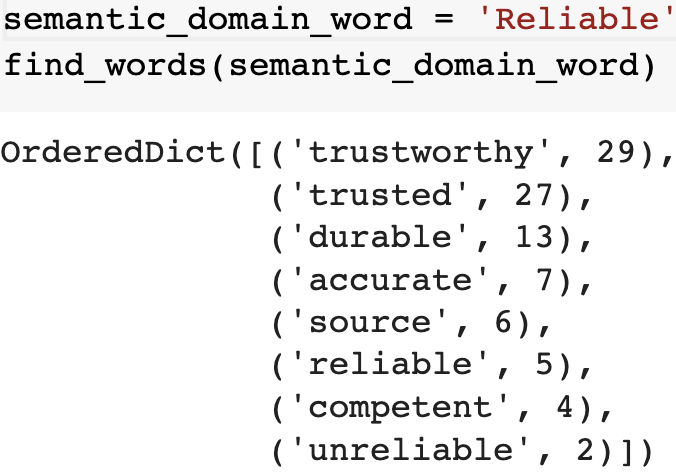 semantic_domain_word = 'Reliable'
find_words(semantic_domain_word)
OrderedDict([('trustworthy', 29),
('trusted', 27),
('durable', 13),
('accurate', 7),
('source', 6),
('reliable', 5),
('competent', 4),
('unreliable', 2)])